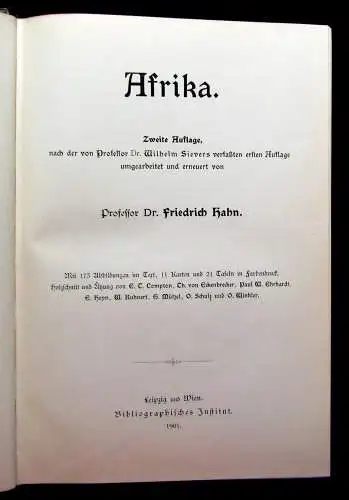 Afrika.
Zweite Auflage,
nach der von Professor Dr. Wilhelm Sievers verfaßten ersten Auflage
umgearbeitet und erneuert von
Professor Dr. Friedrich Hahn.
Mit 173 Abbildungen im Text, 11 Karten und 21 Tafeln in Farbendruck,
Holzschnitt und Ätzung von E. T. Compton, Th. von Eckenbrecher, Paul W. Ehrhardt,
E. Heyn, W. Kuhnert, G. Mützel, O. Schulz und O. Winkler.
Leipzig und Wien.
Bibliographisches Institut.
1901.